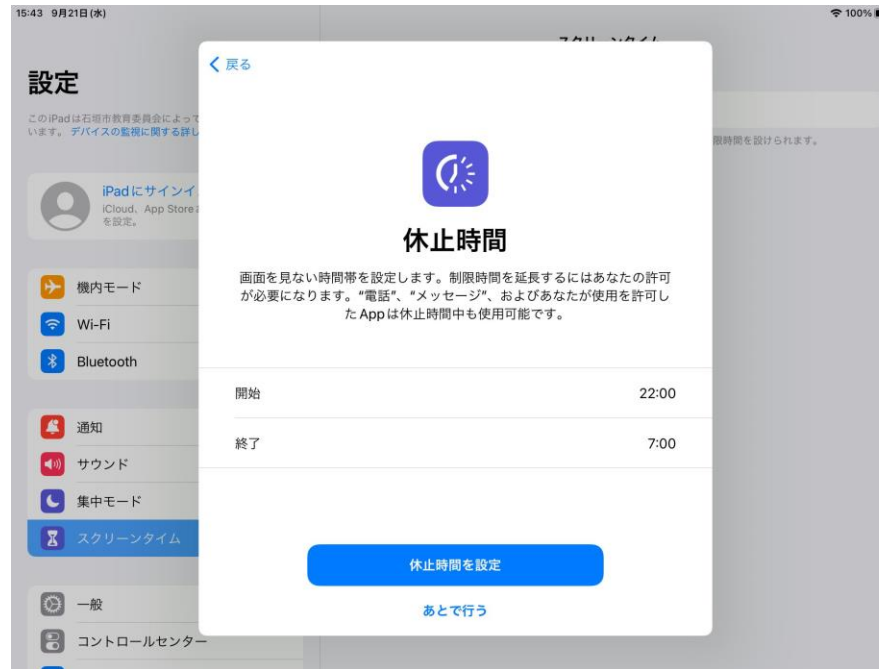 15:43 9月21日(水)
100%
スクリーンタイム
戻る
設定
このiPadは石垣市教育委員会によって
います。 デバイスの監視に関する詳し
限時間を設けられます。
iPadにサインイ
iCloud、App Store
を設定。
休止時間
画面を見ない時間帯を設定します。制限時間を延長するにはあなたの許可
が必要になります。“電話”、“メッセージ”、およびあなたが使用を許可し
たAppは休止時間中も使用可能です。
機内モード
Wi-Fi
Bluetooth
開始 22:00
終了 7:00
通知
サウンド
集中モード
スクリーンタイム
休止時間を設定
あとで行う
一般
コントロールセンター